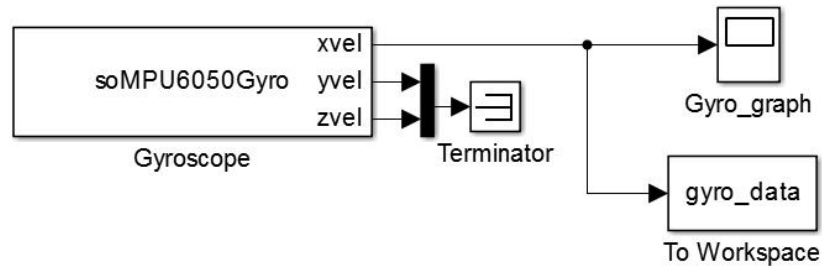 xvel
soMPU6050Gyro
yvel
zvel
Gyroscope
Terminator
Gyro_graph
gyro_data
To Workspace